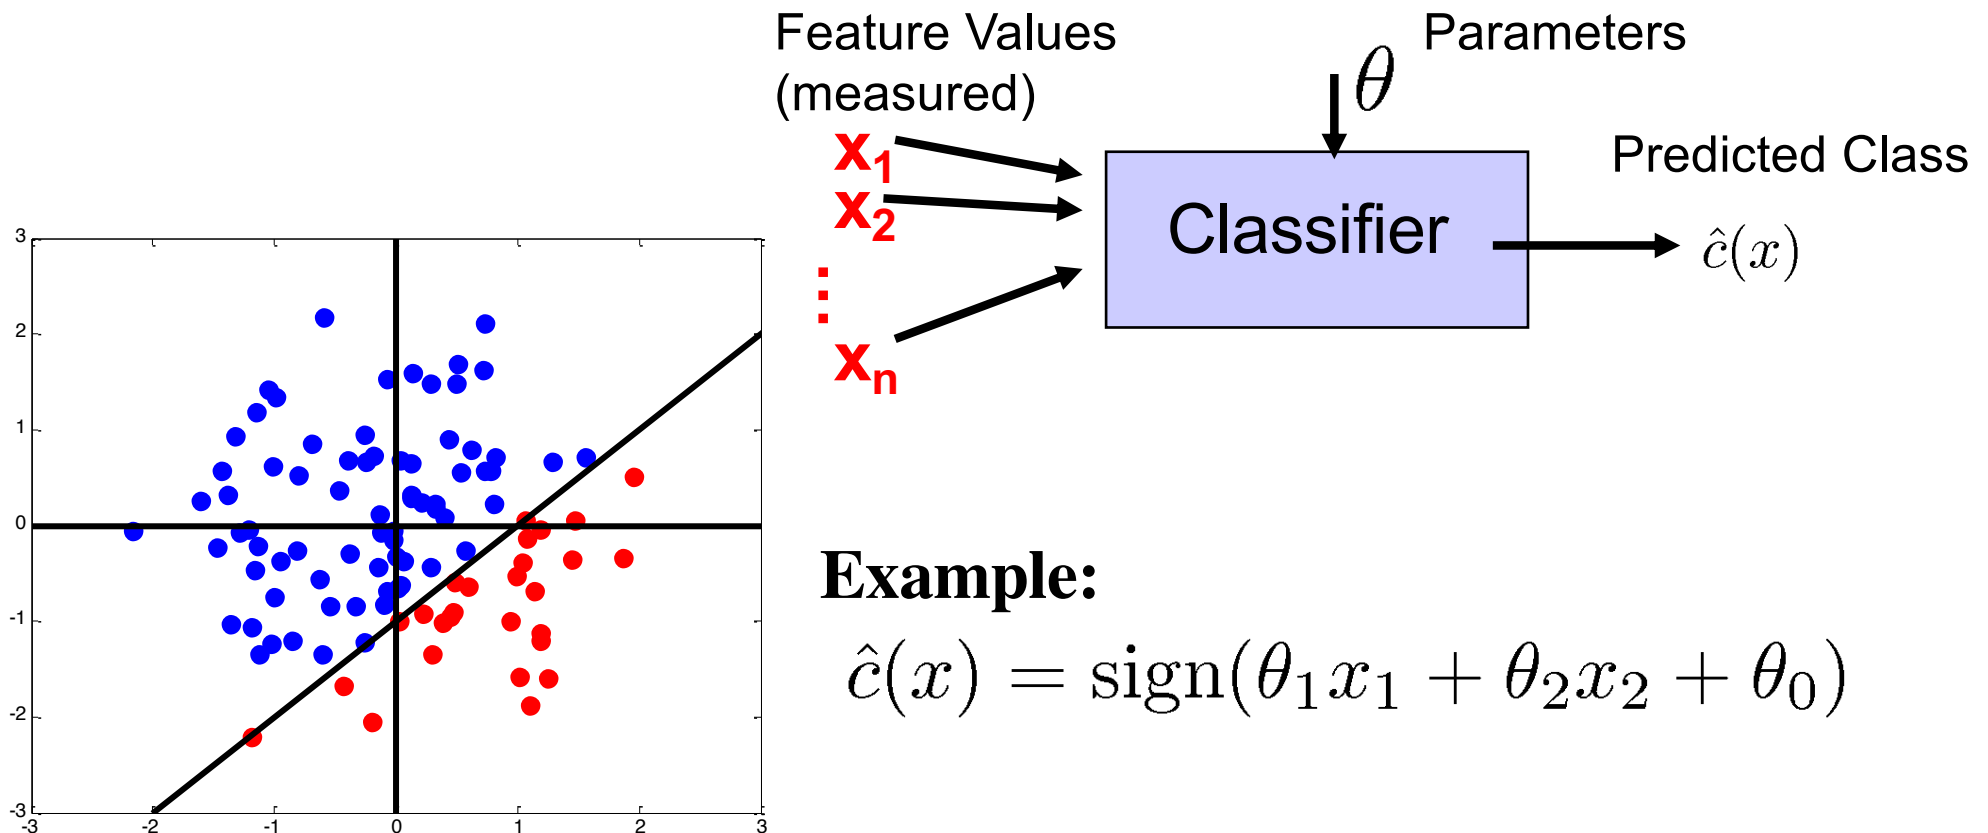 Feature Values
(measured)
Parameters
θ
x₁
x₂
⋮
xₙ
Classifier
Predicted Class
ĉ(x)
3
2
1
0
-1
-2
-3
-3
-2
-1
0
1
2
3
Example:
ĉ(x) = sign(θ₁x₁ + θ₂x₂ + θ₀)